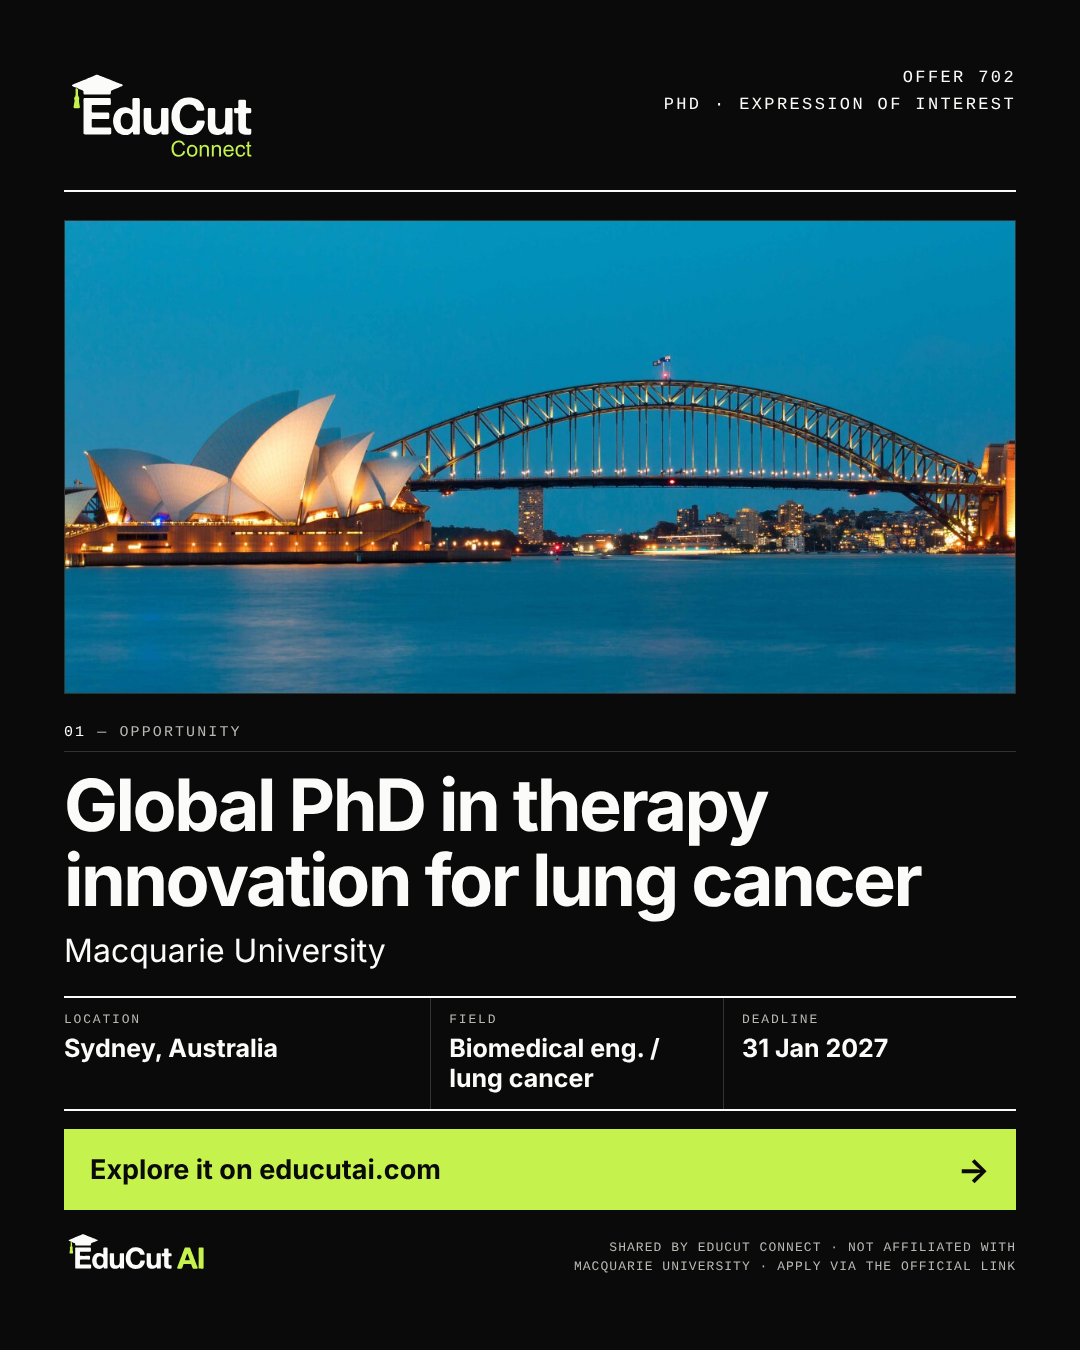 EduCut
Connect
OFFER 702
PHD · EXPRESSION OF INTEREST
01 — OPPORTUNITY
Global PhD in therapy
innovation for lung cancer
Macquarie University
LOCATION
Sydney, Australia
FIELD
Biomedical eng. /
lung cancer
DEADLINE
31 Jan 2027
Explore it on educutai.com →
EduCut AI
SHARED BY EDUCUT CONNECT · NOT AFFILIATED WITH
MACQUARIE UNIVERSITY · APPLY VIA THE OFFICIAL LINK